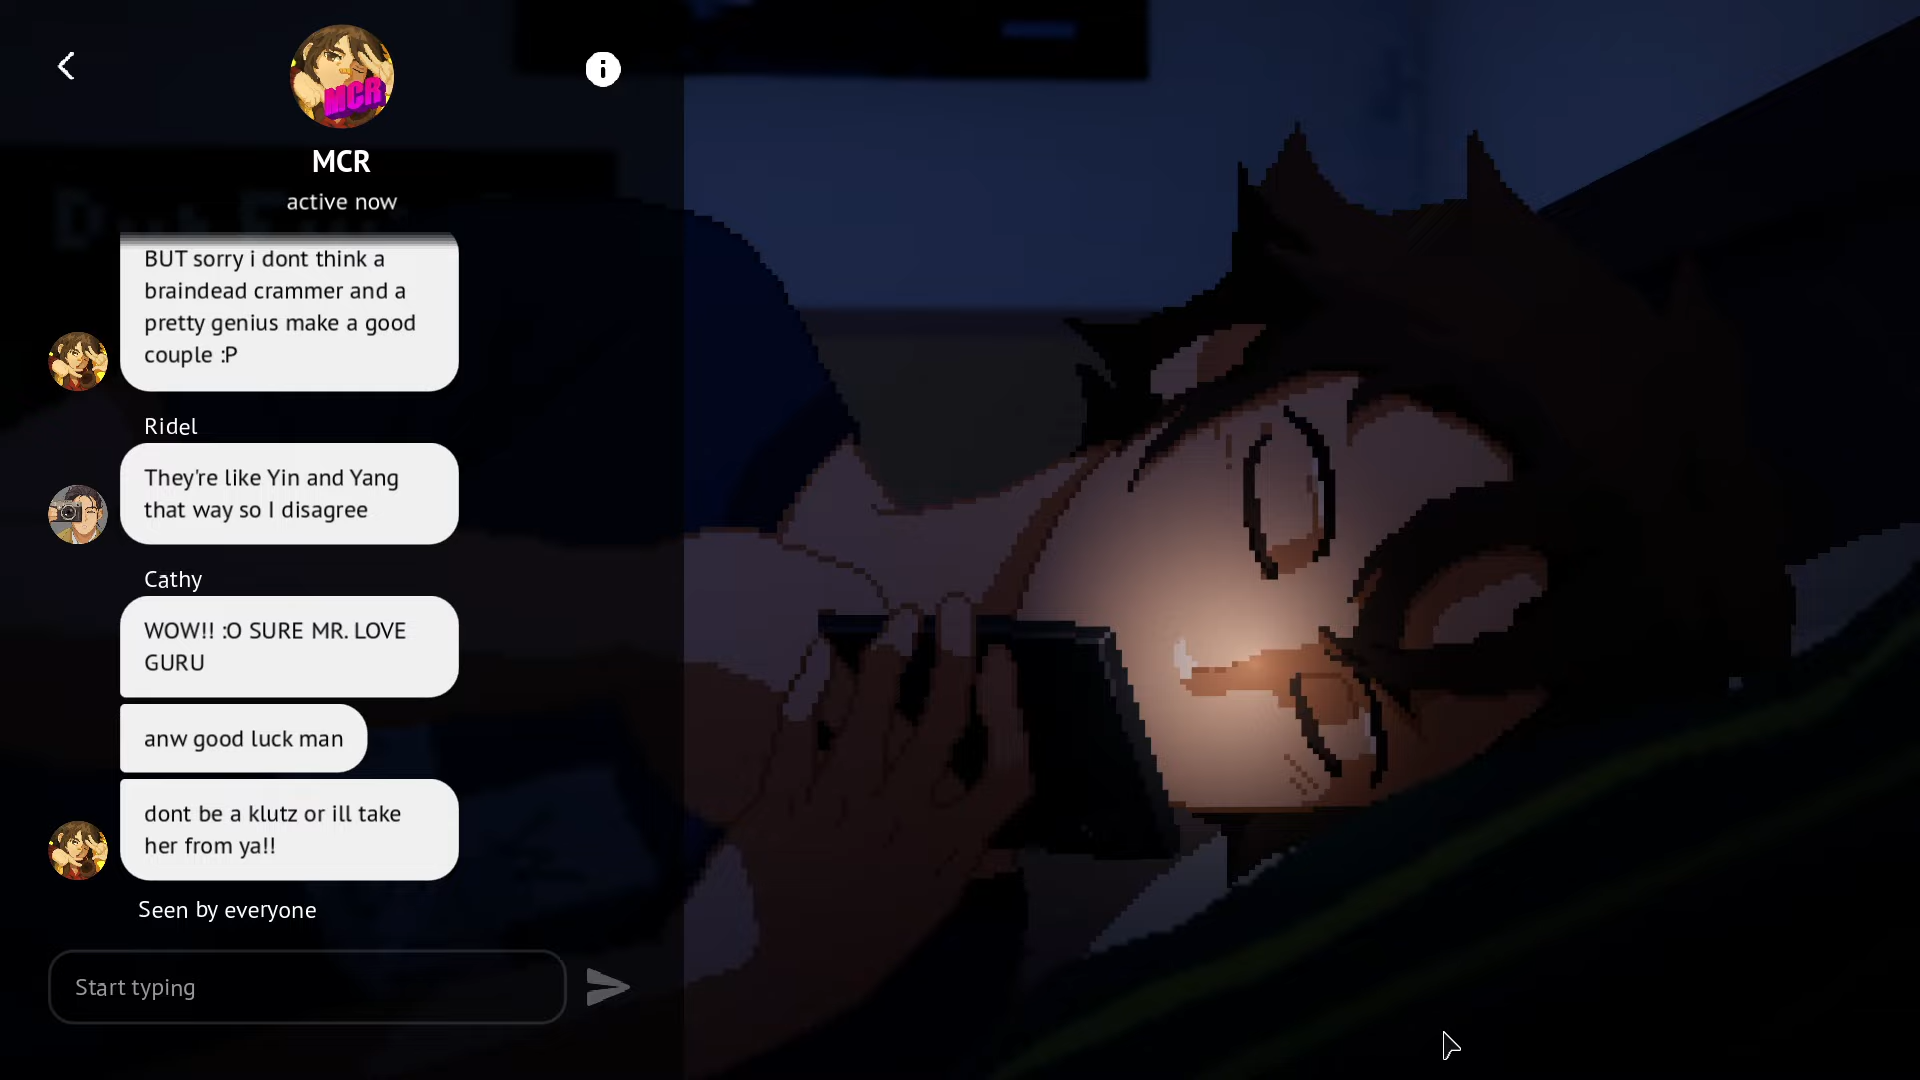 MCR
MCR
active now
BUT sorry i dont think a
braindead crammer and a
pretty genius make a good
couple :P
Ridel
They're like Yin and Yang
that way so I disagree
Cathy
WOW!! :O SURE MR. LOVE
GURU
anw good luck man
dont be a klutz or ill take
her from ya!!
Seen by everyone
Start typing